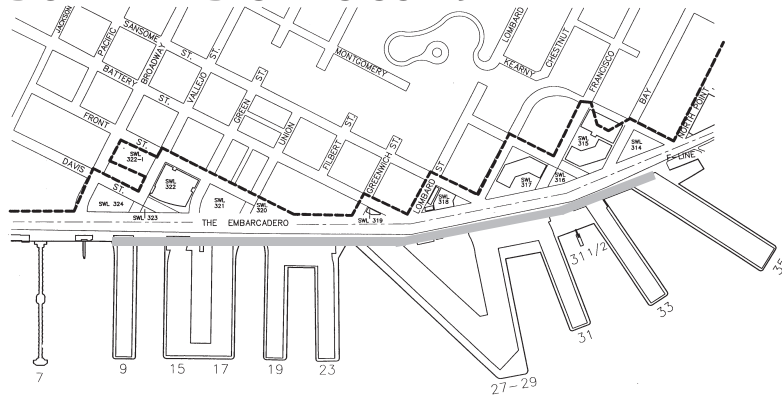 JACKSON
PACIFIC
SANSOME
ST.
BROADWAY
BATTERY
ST.
VALLEJO
ST.
GREEN
ST.
UNION
ST.
FILBERT
ST.
GREENWICH ST.
MONTGOMERY
LOMBARD
KEARNY
CHESTNUT
FRANCISCO
BAY
NORTH POINT
FRONT
ST.
DAVIS
ST.
SWL
322-1
SWL
322
SWL 324
SWL 323
SWL
321
SWL
320
SWL 319
LOMBARD ST
SWL
318
SWL
317
SWL
316
SWL
315
SWL
314
E-LINE
THE EMBARCADERO
7
9
15
17
19
23
27-29
31
31 1/2
33
35